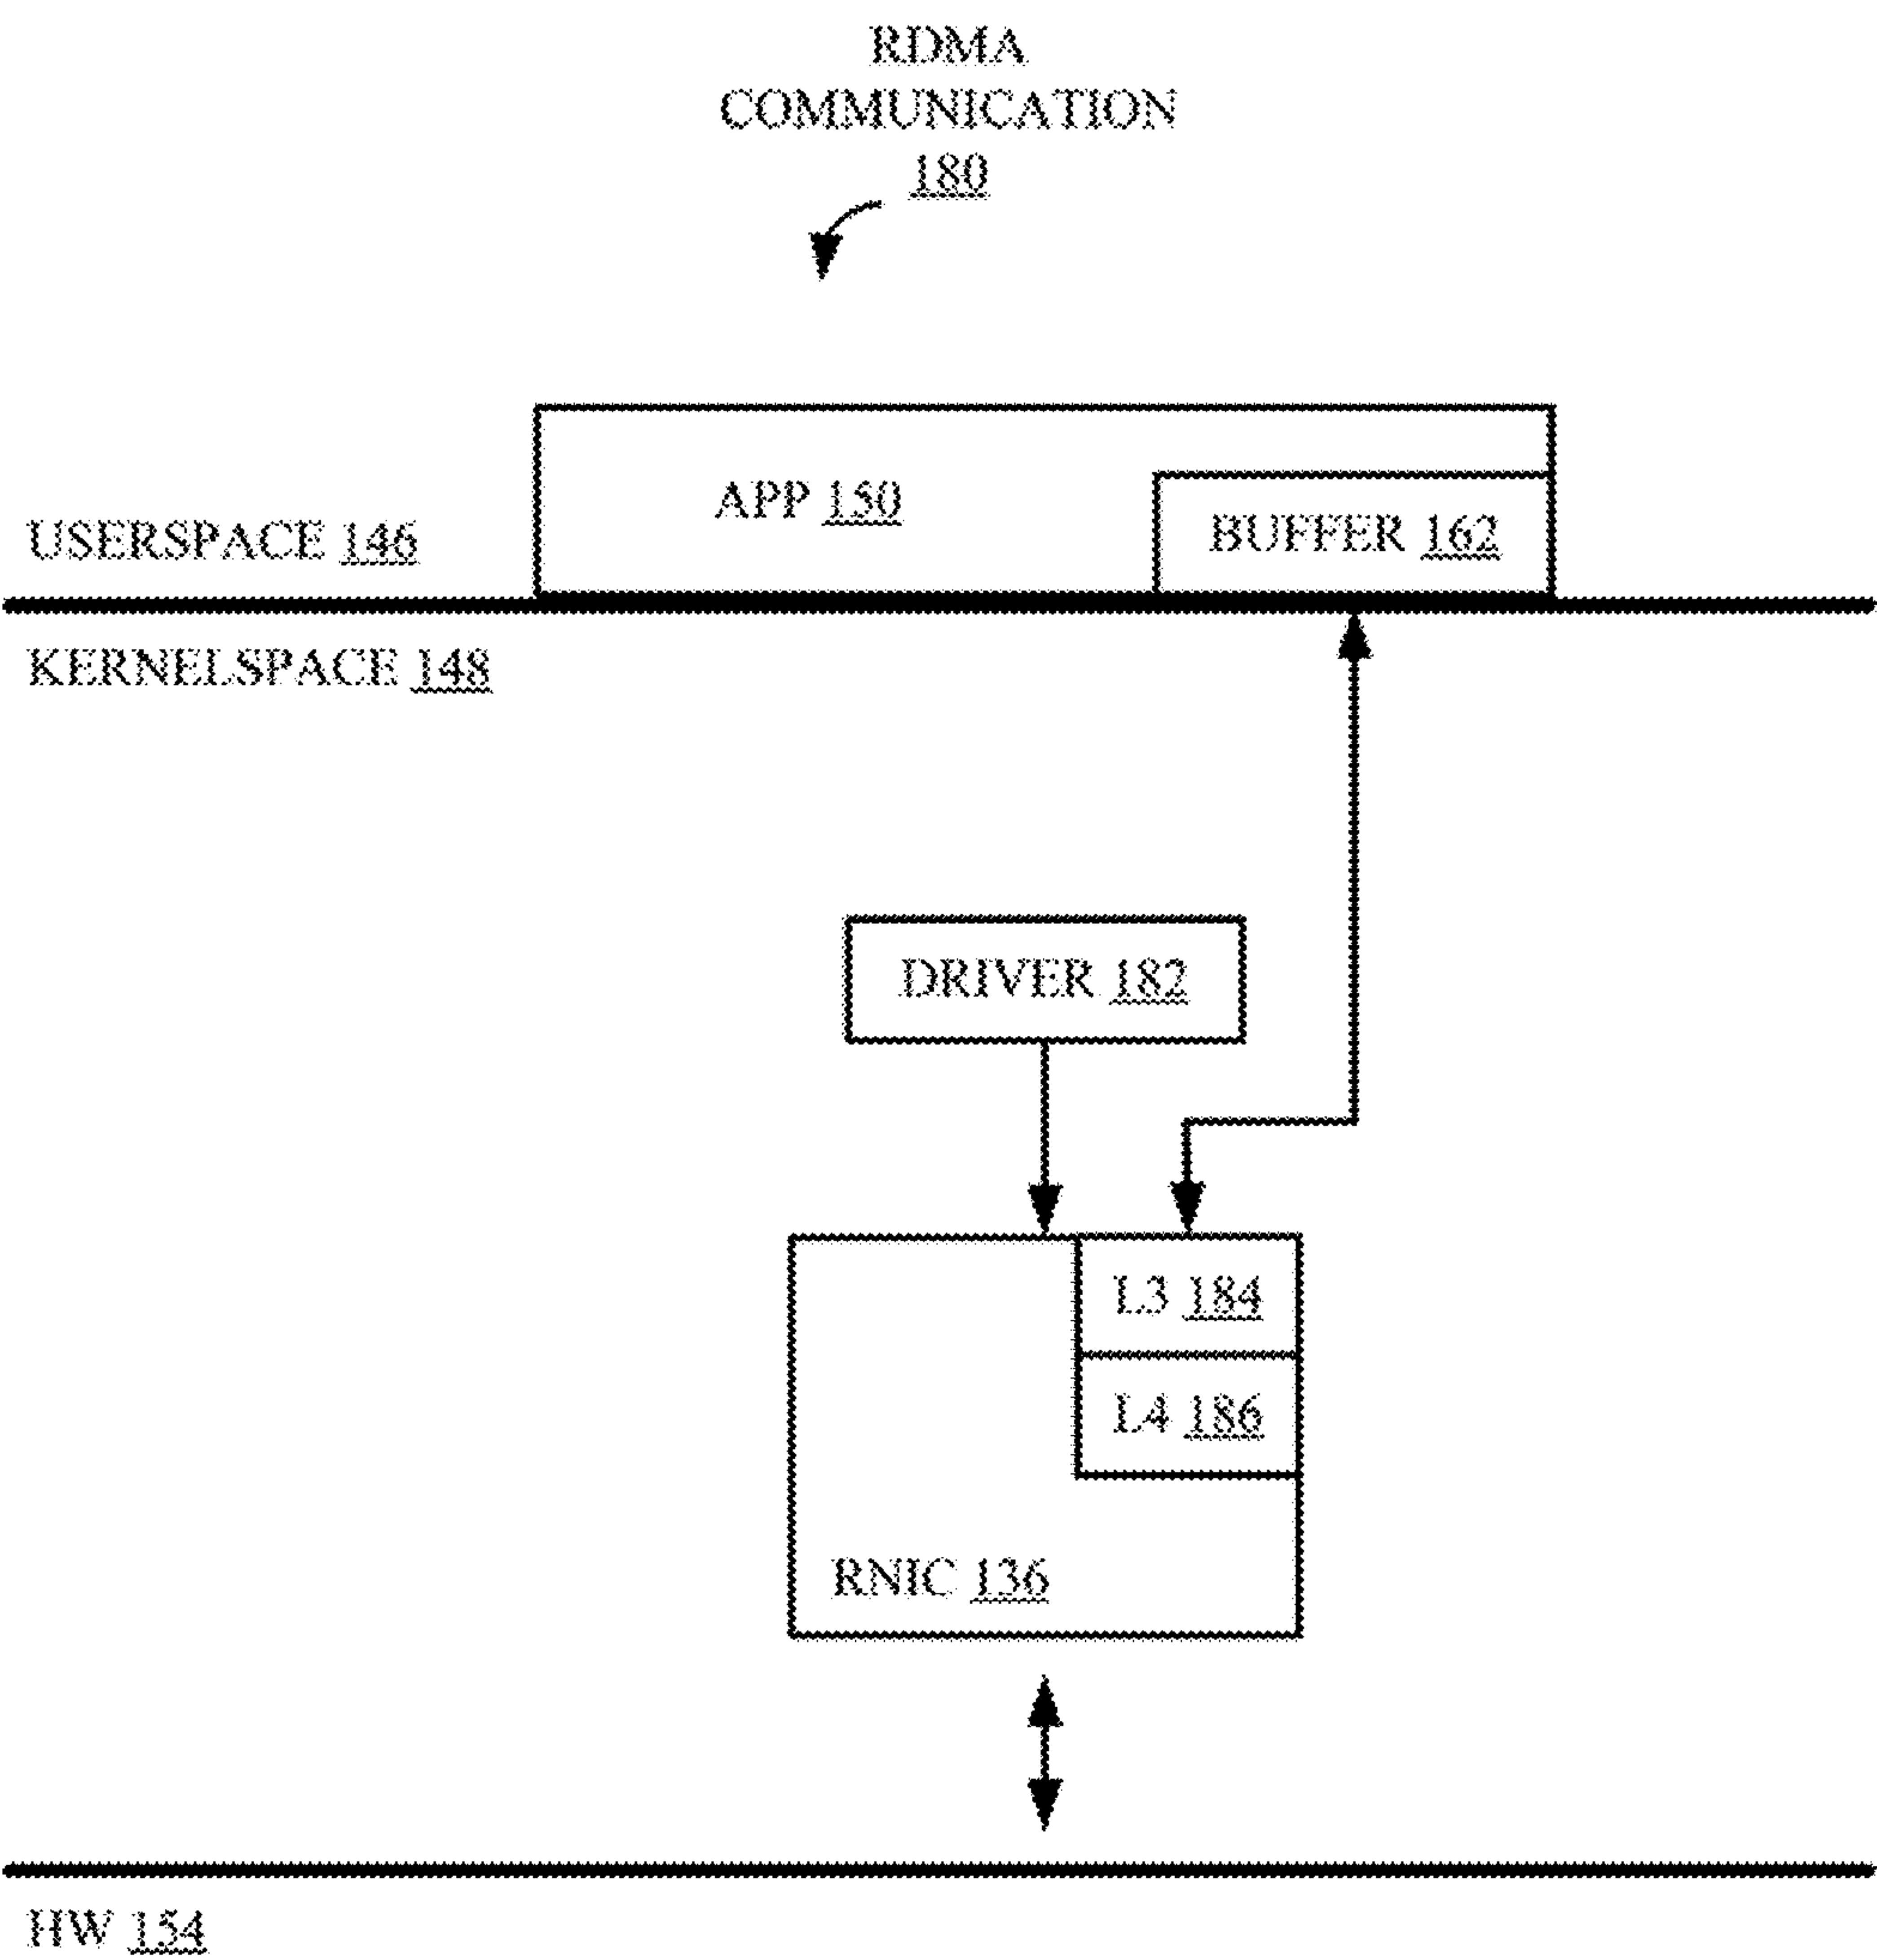 RDMA
COMMUNICATION
180
APP 150
BUFFER 162
USERSPACE 146
KERNELSPACE 148
DRIVER 182
L3 184
L4 186
RNIC 136
HW 154